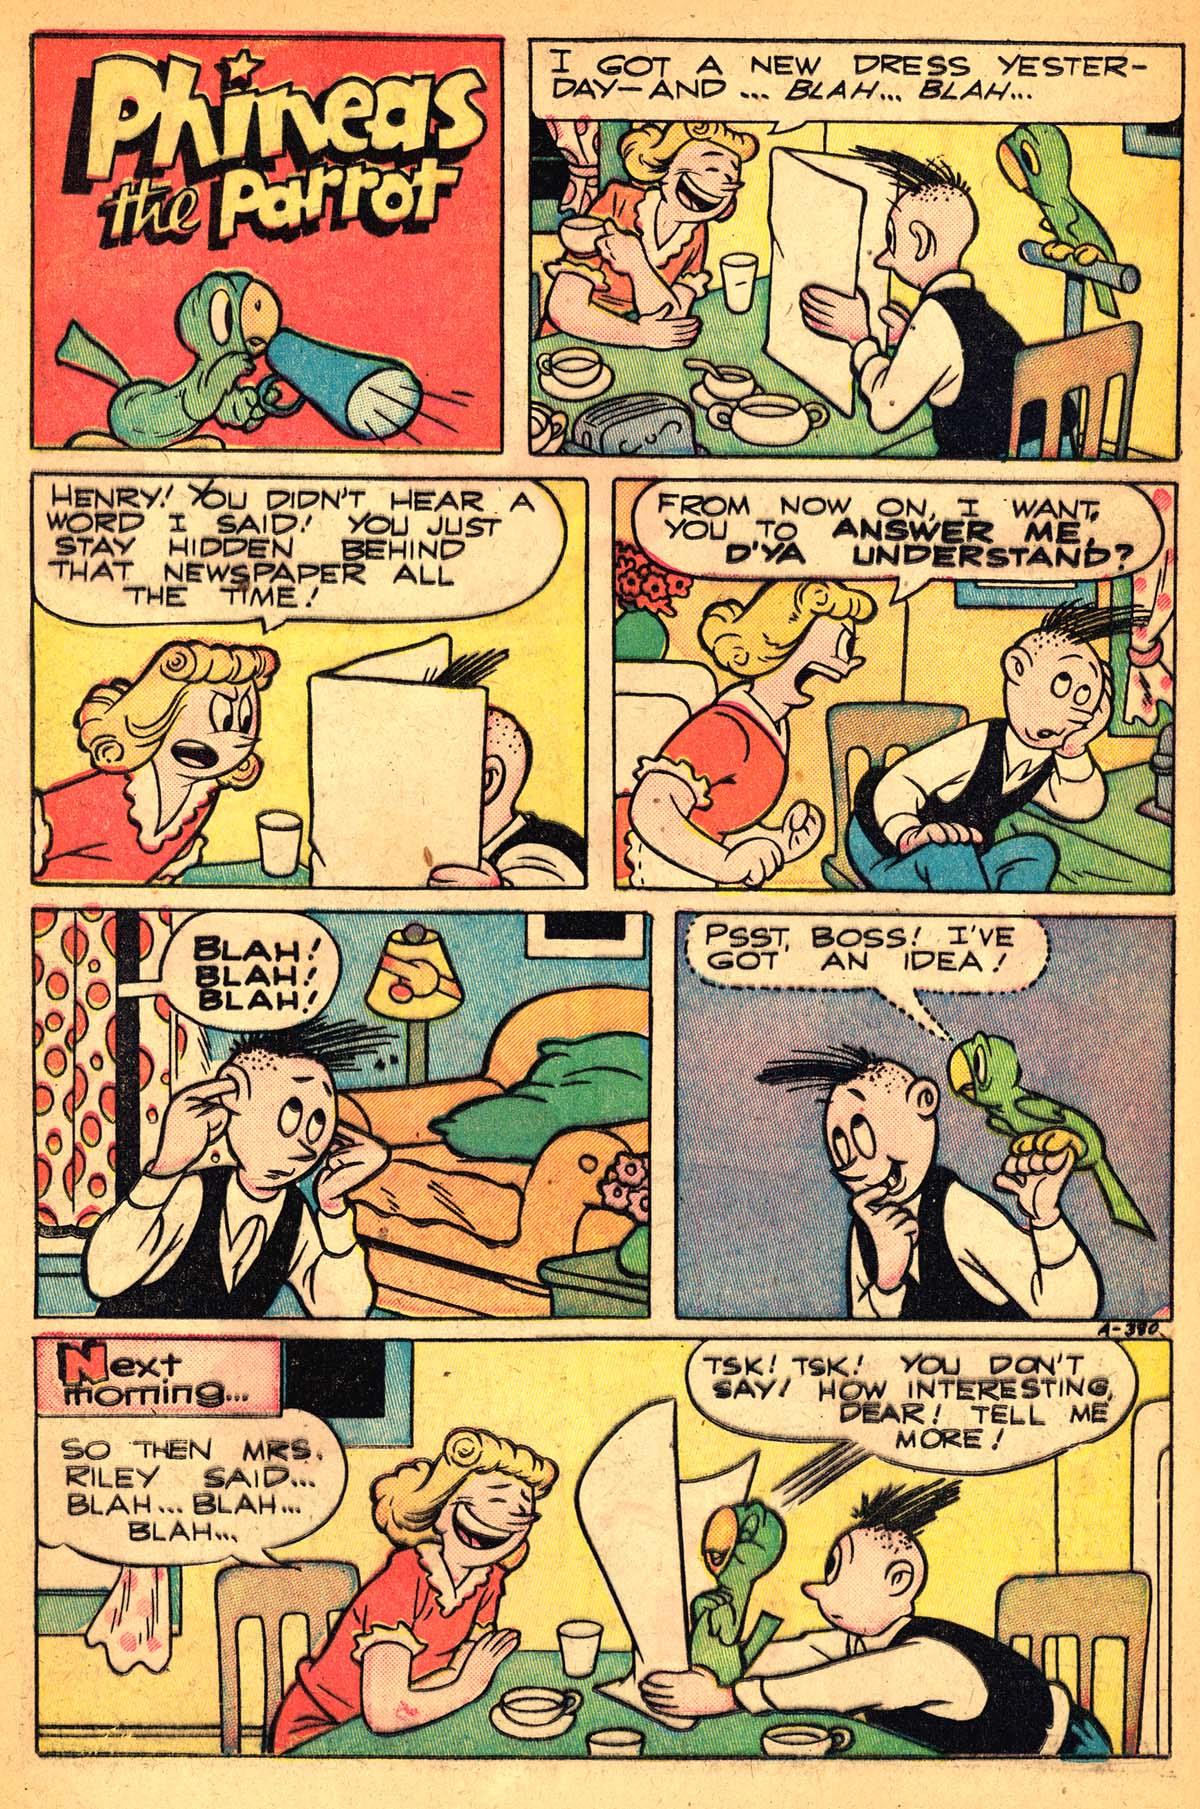 Phineas
the Parrot
I GOT A NEW DRESS YESTER-
DAY—AND ... BLAH... BLAH...
HENRY! YOU DIDN'T HEAR A
WORD I SAID! YOU JUST
STAY HIDDEN BEHIND
THAT NEWSPAPER ALL
THE TIME!
FROM NOW ON, I WANT
YOU TO ANSWER ME,
D'YA UNDERSTAND?
BLAH!
BLAH!
BLAH!
PSST, BOSS! I'VE
GOT AN IDEA!
A-380
Next
morning...
SO THEN MRS.
RILEY SAID...
BLAH... BLAH...
BLAH...
TSK! TSK! YOU DON'T
SAY! HOW INTERESTING,
DEAR! TELL ME
MORE!